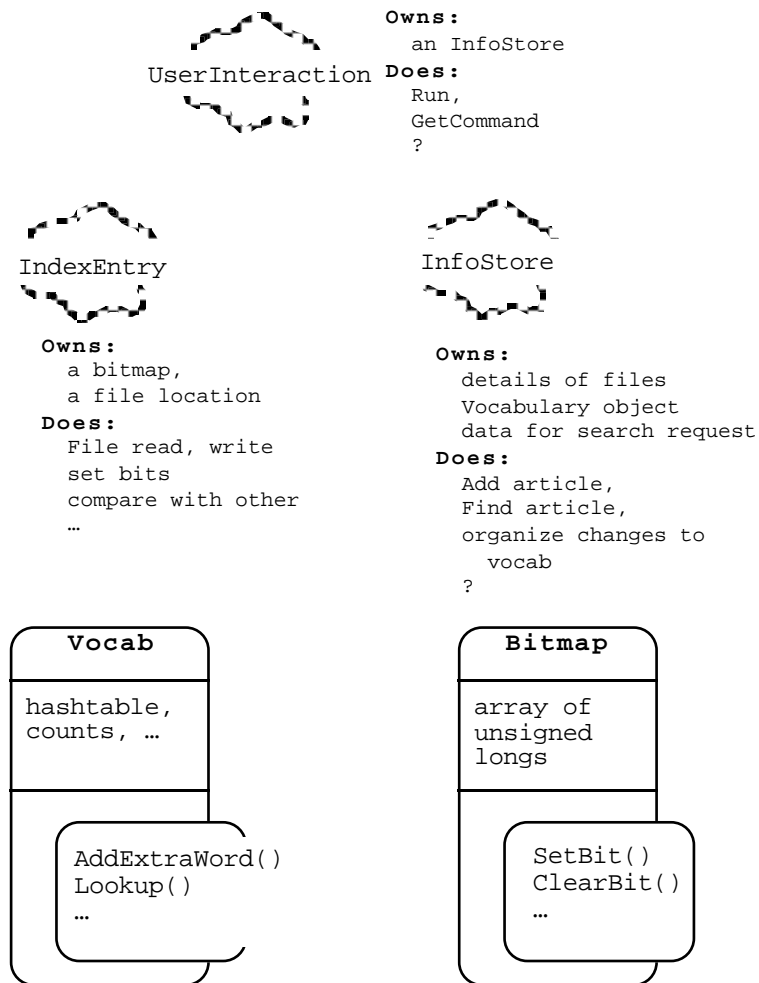 Owns:
an InfoStore
UserInteraction
Does:
Run,
GetCommand
?
IndexEntry
Owns:
a bitmap,
a file location
Does:
File read, write
set bits
compare with other
…
InfoStore
Owns:
details of files
Vocabulary object
data for search request
Does:
Add article,
Find article,
organize changes to
vocab
?
Vocab
hashtable,
counts, …
AddExtraWord()
Lookup()
…
Bitmap
array of
unsigned
longs
SetBit()
ClearBit()
…